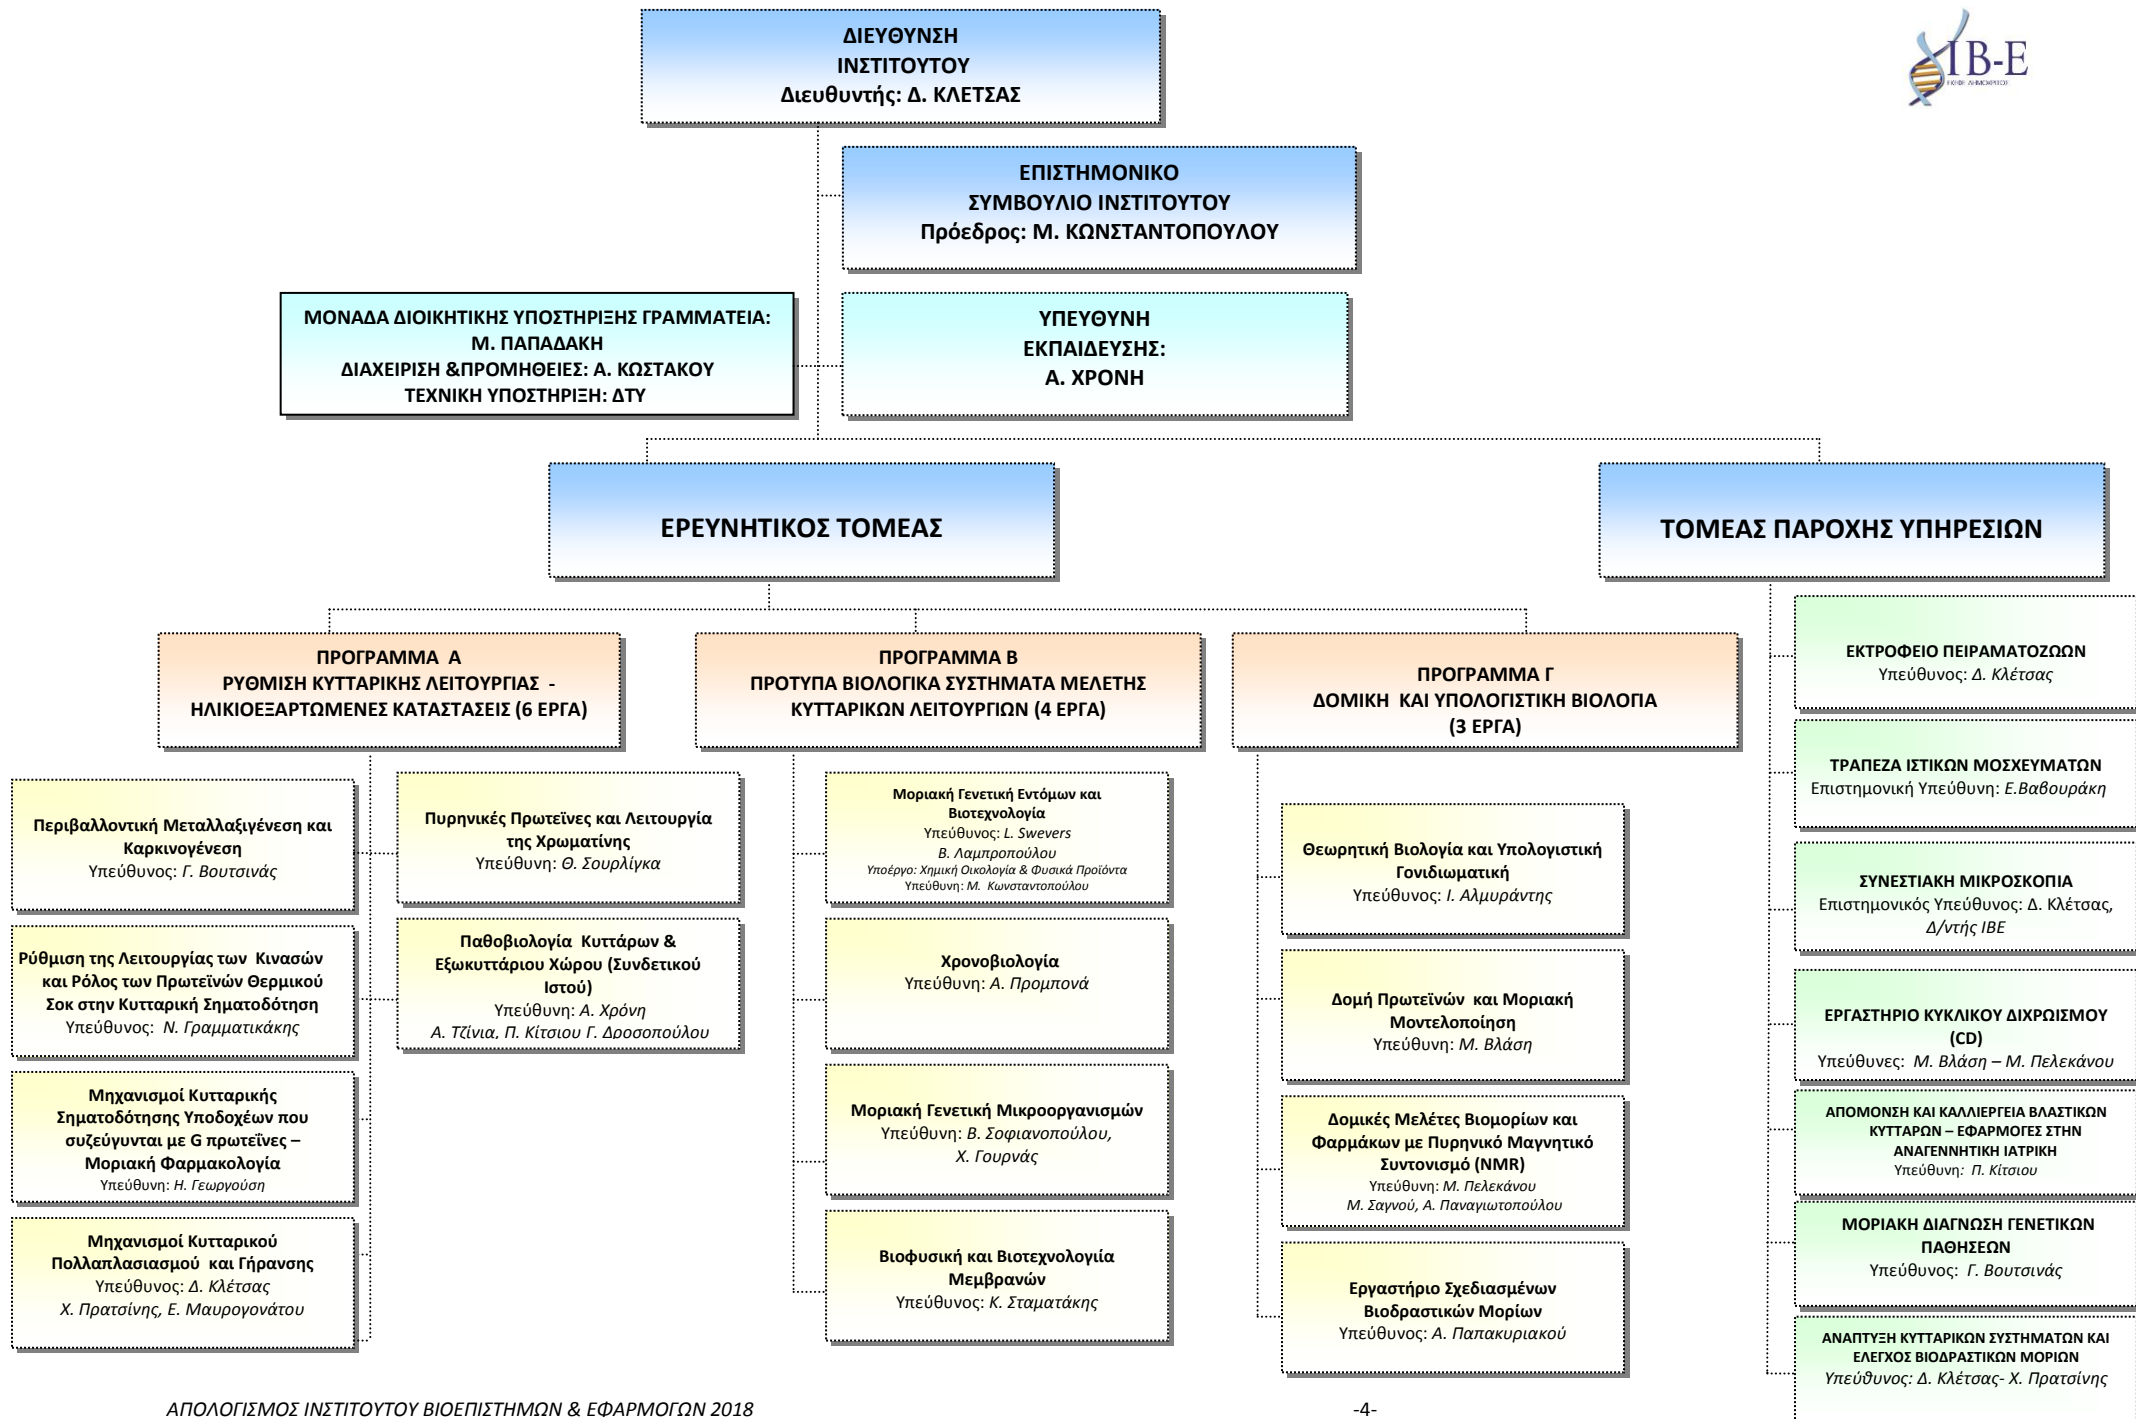 ΔΙΕΥΘΥΝΣΗ
ΙΝΣΤΙΤΟΥΤΟΥ
Διευθυντής: Δ. ΚΛΕΤΣΑΣ
IB-E
ΕΚΕΦΕ ΔΗΜΟΚΡΙΤΟΣ
ΕΠΙΣΤΗΜΟΝΙΚΟ
ΣΥΜΒΟΥΛΙΟ ΙΝΣΤΙΤΟΥΤΟΥ
Πρόεδρος: Μ. ΚΩΝΣΤΑΝΤΟΠΟΥΛΟΥ
ΜΟΝΑΔΑ ΔΙΟΙΚΗΤΙΚΗΣ ΥΠΟΣΤΗΡΙΞΗΣ ΓΡΑΜΜΑΤΕΙΑ:
Μ. ΠΑΠΑΔΑΚΗ
ΔΙΑΧΕΙΡΙΣΗ &ΠΡΟΜΗΘΕΙΕΣ: Α. ΚΩΣΤΑΚΟΥ
ΤΕΧΝΙΚΗ ΥΠΟΣΤΗΡΙΞΗ: ΔΤΥ
ΥΠΕΥΘΥΝΗ
ΕΚΠΑΙΔΕΥΣΗΣ:
Α. ΧΡΟΝΗ
ΕΡΕΥΝΗΤΙΚΟΣ ΤΟΜΕΑΣ
ΤΟΜΕΑΣ ΠΑΡΟΧΗΣ ΥΠΗΡΕΣΙΩΝ
ΠΡΟΓΡΑΜΜΑ Α
ΡΥΘΜΙΣΗ ΚΥΤΤΑΡΙΚΗΣ ΛΕΙΤΟΥΡΓΙΑΣ -
ΗΛΙΚΙΟΕΞΑΡΤΩΜΕΝΕΣ ΚΑΤΑΣΤΑΣΕΙΣ (6 ΕΡΓΑ)
Περιβαλλοντική Μεταλλαξιγένεση και
Καρκινογένεση
Υπεύθυνος: Γ. Βουτσινάς
Ρύθμιση της Λειτουργίας των Κινασών
και Ρόλος των Πρωτεϊνών Θερμικού
Σοκ στην Κυτταρική Σηματοδότηση
Υπεύθυνος: Ν. Γραμματικάκης
Μηχανισμοί Κυτταρικής
Σηματοδότησης Υποδοχέων που
συζεύγνυνται με G πρωτεΐνες –
Μοριακή Φαρμακολογία
Υπεύθυνη: Η. Γεωργούση
Μηχανισμοί Κυτταρικού
Πολλαπλασιασμού και Γήρανσης
Υπεύθυνος: Δ. Κλέτσας
Χ. Πρατσίνης, Ε. Μαυρογονάτου
Πυρηνικές Πρωτεΐνες και Λειτουργία
της Χρωματίνης
Υπεύθυνη: Θ. Σουρλίγκα
Παθοβιολογία Κυττάρων &
Εξωκυττάριου Χώρου (Συνδετικού
Ιστού)
Υπεύθυνη: Α. Χρόνη
Α. Τζίνια, Π. Κίτσιου Γ. Δροσοπούλου
ΠΡΟΓΡΑΜΜΑ Β
ΠΡΟΤΥΠΑ ΒΙΟΛΟΓΙΚΑ ΣΥΣΤΗΜΑΤΑ ΜΕΛΕΤΗΣ
ΚΥΤΤΑΡΙΚΩΝ ΛΕΙΤΟΥΡΓΙΩΝ (4 ΕΡΓΑ)
Μοριακή Γενετική Εντόμων και
Βιοτεχνολογία
Υπεύθυνος: L. Swevers
Β. Λαμπροπούλου
Υποέργο: Χημική Οικολογία & Φυσικά Προϊόντα
Υπεύθυνη: Μ. Κωνσταντοπούλου
Χρονοβιολογία
Υπεύθυνη: Α. Προμπονά
Μοριακή Γενετική Μικροοργανισμών
Υπεύθυνη: Β. Σοφιανοπούλου,
Χ. Γουρνάς
Βιοφυσική και Βιοτεχνολογιία
Μεμβρανών
Υπεύθυνος: Κ. Σταματάκης
ΠΡΟΓΡΑΜΜΑ Γ
ΔΟΜΙΚΗ ΚΑΙ ΥΠΟΛΟΓΙΣΤΙΚΗ ΒΙΟΛΟΓΙΑ
(3 ΕΡΓΑ)
Θεωρητική Βιολογία και Υπολογιστική
Γονιδιωματική
Υπεύθυνος: Ι. Αλμυράντης
Δομή Πρωτεϊνών και Μοριακή
Μοντελοποίηση
Υπεύθυνη: Μ. Βλάση
Δομικές Μελέτες Βιομορίων και
Φαρμάκων με Πυρηνικό Μαγνητικό
Συντονισμό (NMR)
Υπεύθυνη: Μ. Πελεκάνου
Μ. Σαγνού, Α. Παναγιωτοπούλου
Εργαστήριο Σχεδιασμένων
Βιοδραστικών Μορίων
Υπεύθυνος: Α. Παπακυριακού
ΕΚΤΡΟΦΕΙΟ ΠΕΙΡΑΜΑΤΟΖΩΩΝ
Υπεύθυνος: Δ. Κλέτσας
ΤΡΑΠΕΖΑ ΙΣΤΙΚΩΝ ΜΟΣΧΕΥΜΑΤΩΝ
Επιστημονική Υπεύθυνη: Ε.Βαβουράκη
ΣΥΝΕΣΤΙΑΚΗ ΜΙΚΡΟΣΚΟΠΙΑ
Επιστημονικός Υπεύθυνος: Δ. Κλέτσας,
Δ/ντής ΙΒΕ
ΕΡΓΑΣΤΗΡΙΟ ΚΥΚΛΙΚΟΥ ΔΙΧΡΩΙΣΜΟΥ
(CD)
Υπεύθυνες: Μ. Βλάση – Μ. Πελεκάνου
ΑΠΟΜΟΝΣΗ ΚΑΙ ΚΑΛΛΙΕΡΓΕΙΑ ΒΛΑΣΤΙΚΩΝ
ΚΥΤΤΑΡΩΝ – ΕΦΑΡΜΟΓΕΣ ΣΤΗΝ
ΑΝΑΓΕΝΝΗΤΙΚΗ ΙΑΤΡΙΚΗ
Υπεύθυνη: Π. Κίτσιου
ΜΟΡΙΑΚΗ ΔΙΑΓΝΩΣΗ ΓΕΝΕΤΙΚΩΝ
ΠΑΘΗΣΕΩΝ
Υπεύθυνος: Γ. Βουτσινάς
ΑΝΑΠΤΥΞΗ ΚΥΤΤΑΡΙΚΩΝ ΣΥΣΤΗΜΑΤΩΝ ΚΑΙ
ΕΛΕΓΧΟΣ ΒΙΟΔΡΑΣΤΙΚΩΝ ΜΟΡΙΩΝ
Υπεύθυνος: Δ. Κλέτσας- Χ. Πρατσίνης
ΑΠΟΛΟΓΙΣΜΟΣ ΙΝΣΤΙΤΟΥΤΟΥ ΒΙΟΕΠΙΣΤΗΜΩΝ & ΕΦΑΡΜΟΓΩΝ 2018
-4-